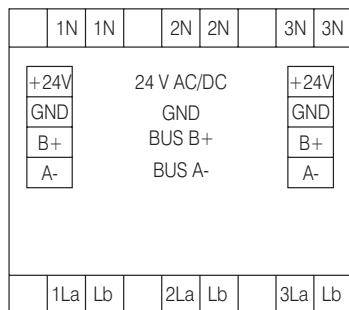 1N 1N 2N 2N 3N 3N
+24V 24 V AC/DC +24V
GND GND GND
B+ BUS B+ B+
A- BUS A- A-
1La Lb 2La Lb 3La Lb